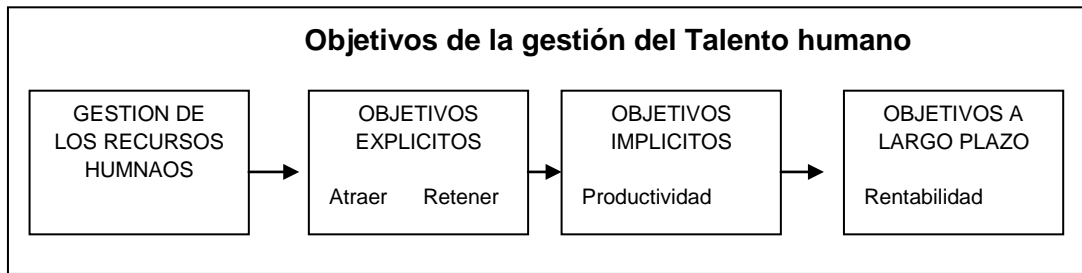 Objetivos de la gestión del Talento humano
GESTION DE
LOS RECURSOS
HUMNAOS
OBJETIVOS
EXPLICITOS
Atraer Retener
OBJETIVOS
IMPLICITOS
Productividad
OBJETIVOS A
LARGO PLAZO
Rentabilidad